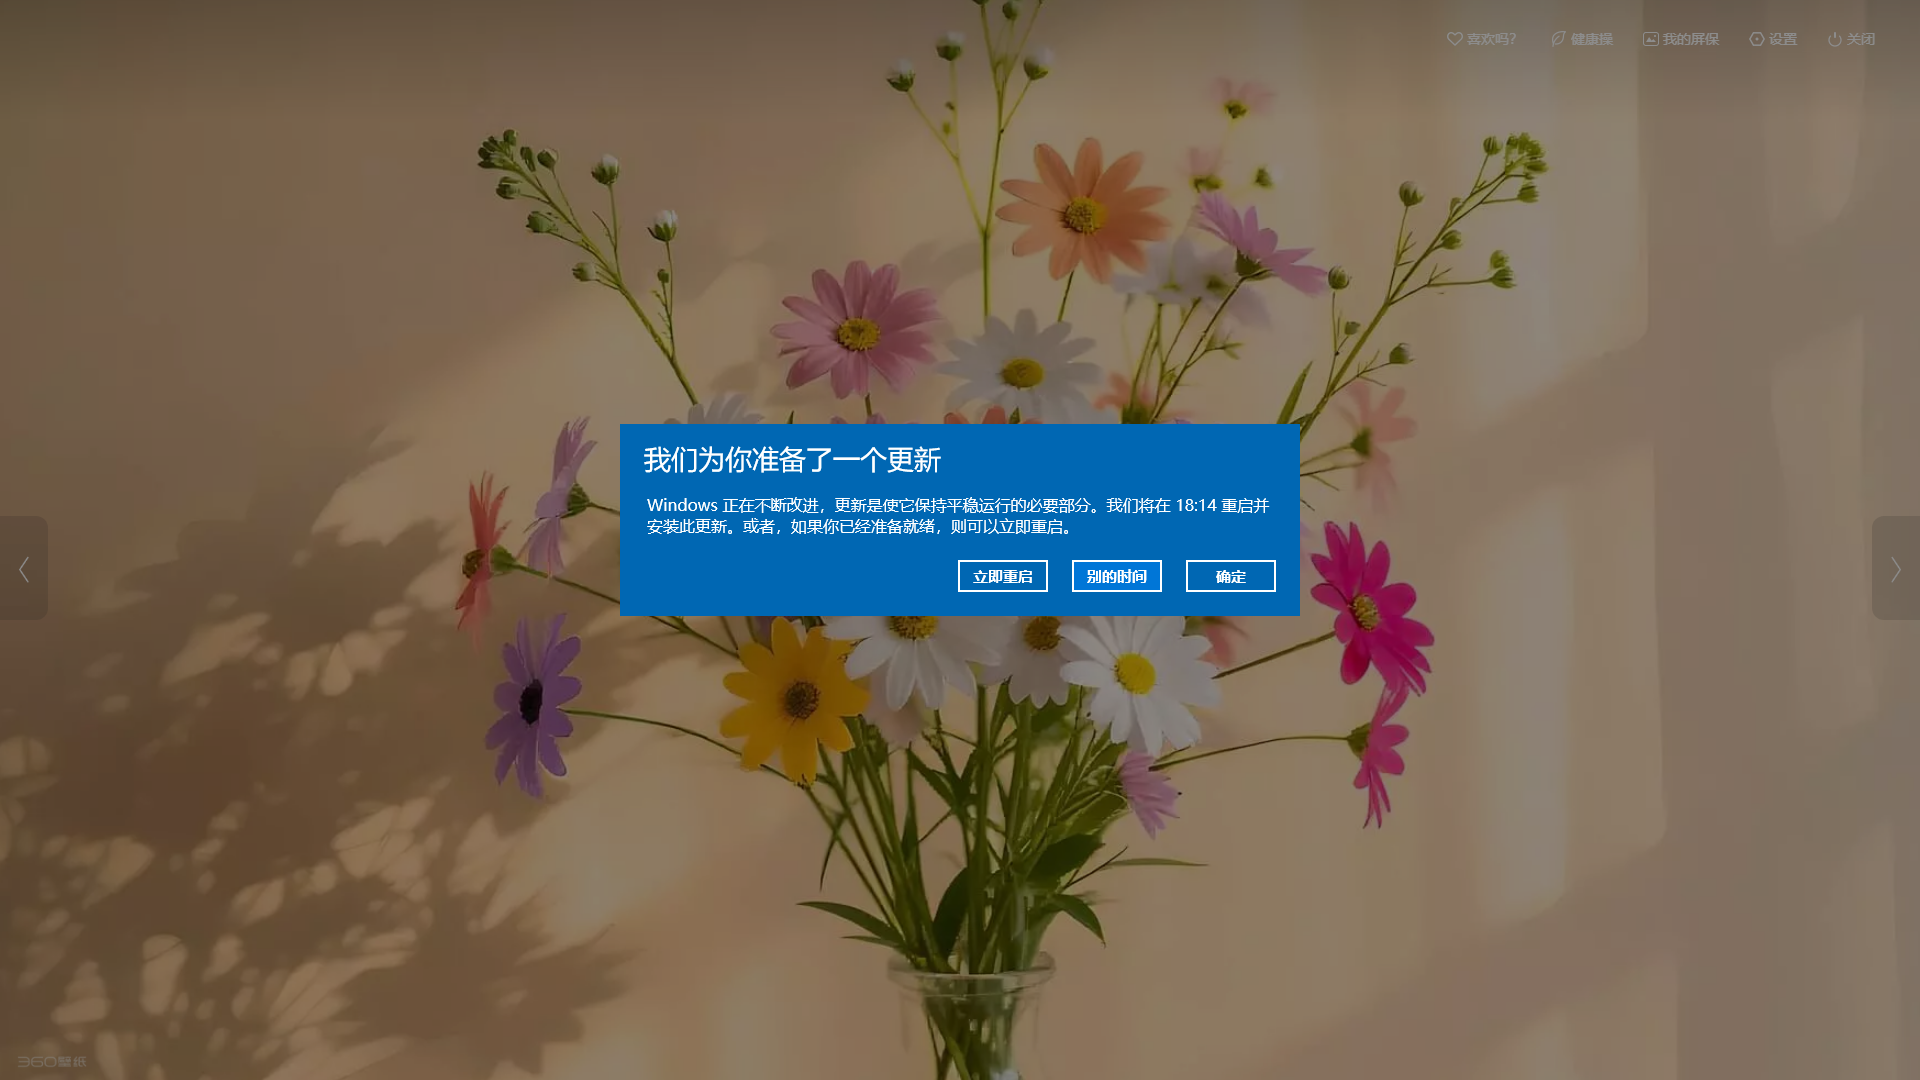 喜欢吗?
健康操
我的屏保
设置
关闭
我们为你准备了一个更新
Windows 正在不断改进，更新是使它保持平稳运行的必要部分。我们将在 18:14 重启并
安装此更新。或者，如果你已经准备就绪，则可以立即重启。
立即重启
别的时间
确定
360壁纸